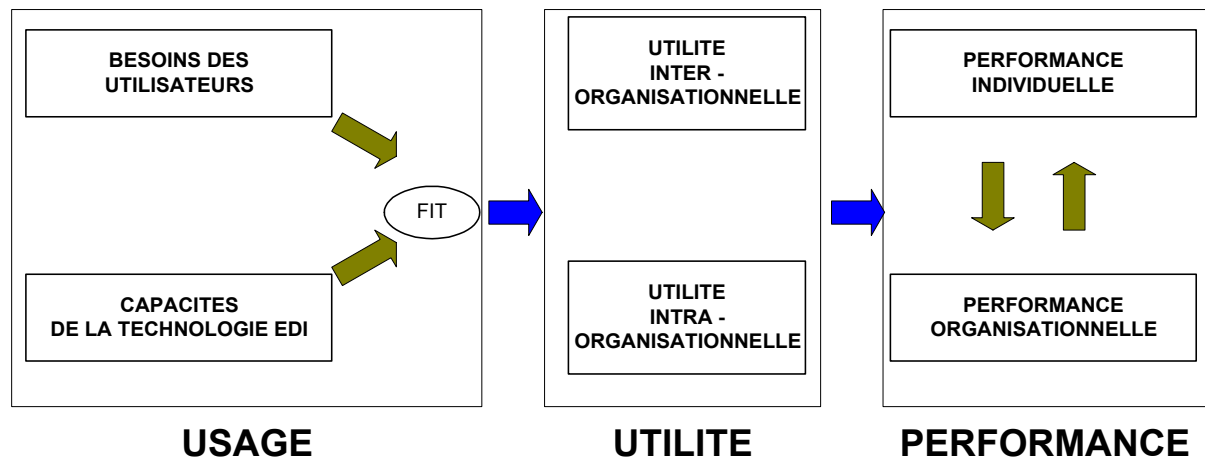 BESOINS DES
UTILISATEURS
FIT
CAPACITES
DE LA TECHNOLOGIE EDI
UTILITE
INTER -
ORGANISATIONNELLE
UTILITE
INTRA -
ORGANISATIONNELLE
PERFORMANCE
INDIVIDUELLE
PERFORMANCE
ORGANISATIONNELLE
USAGE
UTILITE
PERFORMANCE